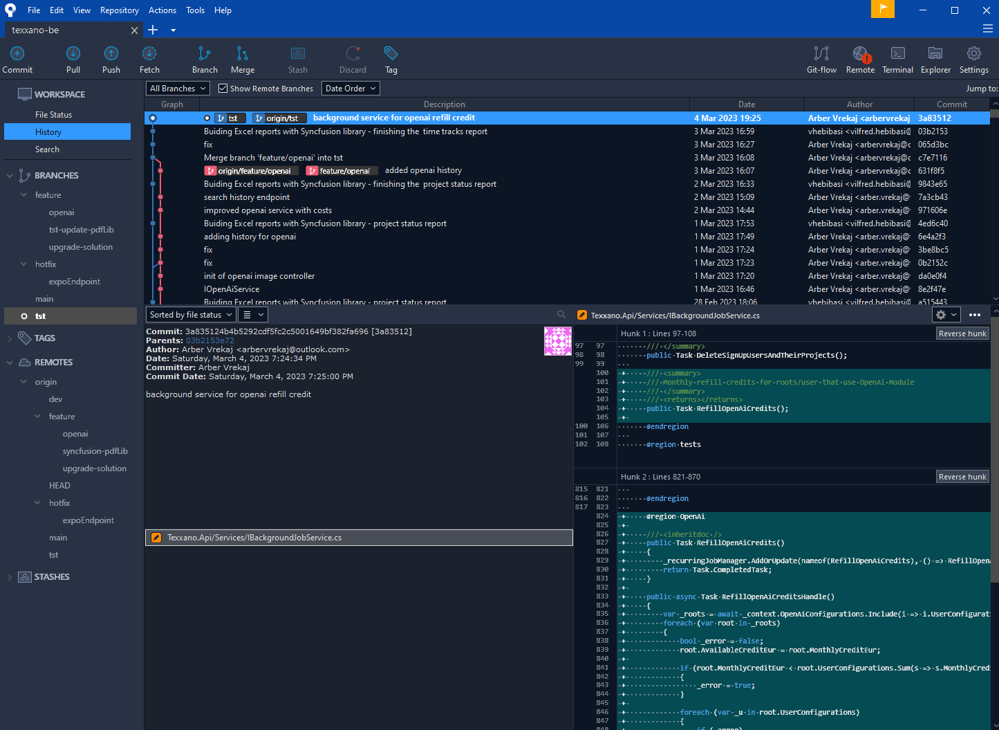 File Edit View Repository Actions Tools Help
texxano-be
Commit Pull Push Fetch Branch Merge Stash Discard Tag Git-flow Remote Terminal Explorer Settings
WORKSPACE
File Status
History
Search
BRANCHES
feature
openai
tst-update-pdfLib
upgrade-solution
hotfix
expoEndpoint
main
tst
TAGS
REMOTES
origin
dev
feature
openai
syncfusion-pdfLib
upgrade-solution
HEAD
hotfix
expoEndpoint
main
tst
STASHES
All Branches Show Remote Branches Date Order Jump to:
Graph Description Date Author Commit
tst origin/tst background service for openai refill credit 4 Mar 2023 19:25 Arber Vrekaj <arbervrekaj 3a83512
Buiding Excel reports with Syncfusion library - finishing the time tracks report 3 Mar 2023 16:59 vhebibasi <vilfred.hebibasi@ 03b2153
fix 3 Mar 2023 16:27 Arber Vrekaj <arbervrekaj@o 065d3bc
Merge branch 'feature/openai' into tst 3 Mar 2023 16:08 Arber Vrekaj <arbervrekaj@o c7e7116
origin/feature/openai feature/openai added openai history 3 Mar 2023 16:07 Arber Vrekaj <arber.vrekaj@ 631f8f5
Buiding Excel reports with Syncfusion library - finishing the project status report 2 Mar 2023 16:33 vhebibasi <vilfred.hebibasi@ 9843e65
search history endpoint 2 Mar 2023 15:09 Arber Vrekaj <arber.vrekaj@ 7a3cb43
improved openai service with costs 2 Mar 2023 14:44 Arber Vrekaj <arber.vrekaj@ 971606e
Buiding Excel reports with Syncfusion library - project status report 1 Mar 2023 17:53 vhebibasi <vilfred.hebibasi@ 4ed6c40
adding history for openai 1 Mar 2023 17:49 Arber Vrekaj <arber.vrekaj@ 6e4a2f3
fix 1 Mar 2023 17:24 Arber Vrekaj <arber.vrekaj@ 3be8bc5
fix 1 Mar 2023 17:23 Arber Vrekaj <arber.vrekaj@ 0b2152c
init of openai image controller 1 Mar 2023 17:20 Arber Vrekaj <arber.vrekaj@ da0e0f4
IOpenAiService 1 Mar 2023 16:46 Arber Vrekaj <arber.vrekaj@ 8e2f47e
Buiding Excel reports with Syncfusion library - project status report 28 Feb 2023 18:06 vhebibasi <vilfred.hebibasi@ a515443
Sorted by file status
Commit: 3a835124b4b5292cdf5fc2c5001649bf382fa696 [3a83512]
Parents: 03b2153e72
Author: Arber Vrekaj <arbervrekaj@outlook.com>
Date: Saturday, March 4, 2023 7:24:34 PM
Committer: Arber Vrekaj
Commit Date: Saturday, March 4, 2023 7:25:00 PM
background service for openai refill credit
Texxano.Api/Services/IBackgroundJobService.cs
Texxano.Api/Services/IBackgroundJobService.cs
Hunk 1 : Lines 97-108 Reverse hunk
97 97 ·······///·</summary>
98 98 ·······public·Task·DeleteSignUpUsersAndTheirProjects();
99 99 ···
100 ·+·····///·<summary>
101 ·+·····///·Monthly·refill·credits·for·roots/user·that·use·OpenAi·Module
102 ·+·····///·</summary>
103 ·+·····///·<returns></returns>
104 ·+·····public·Task·RefillOpenAiCredits();
105 ·+·
100 106 ·······#endregion
101 107 ···
102 108 ·······#region·tests
Hunk 2 : Lines 821-870 Reverse hunk
815 821 ···
816 822 ·······#endregion
817 823 ···
824 ·+·····#region·OpenAi
825 ·+·
826 ·+·····///·<inheritdoc·/>
827 ·+·····public·Task·RefillOpenAiCredits()
828 ·+·····{
829 ·+·········_recurringJobManager.AddOrUpdate(nameof(RefillOpenAiCredits),·()·=>·RefillOpenA
830 ·+·········return·Task.CompletedTask;
831 ·+·····}
832 ·+·
833 ·+·····public·async·Task·RefillOpenAiCreditsHandle()
834 ·+·····{
835 ·+·········var·_roots·=·await·_context.OpenAiConfigurations.Include(i·=>·i.UserConfigurati
836 ·+·········foreach·(var·root·in·_roots)
837 ·+·········{
838 ·+·············bool·_error·=·false;
839 ·+·············root.AvailableCreditEur·=·root.MonthlyCreditEur;
840 ·+·
841 ·+·············if·(root.MonthlyCreditEur·<·root.UserConfigurations.Sum(s·=>·s.MonthlyCredi
842 ·+·············{
843 ·+·················_error·=·true;
844 ·+·············}
845 ·+·
846 ·+·············foreach·(var·_u·in·root.UserConfigurations)
847 ·+·············{
848 ·+·················if·(_error)